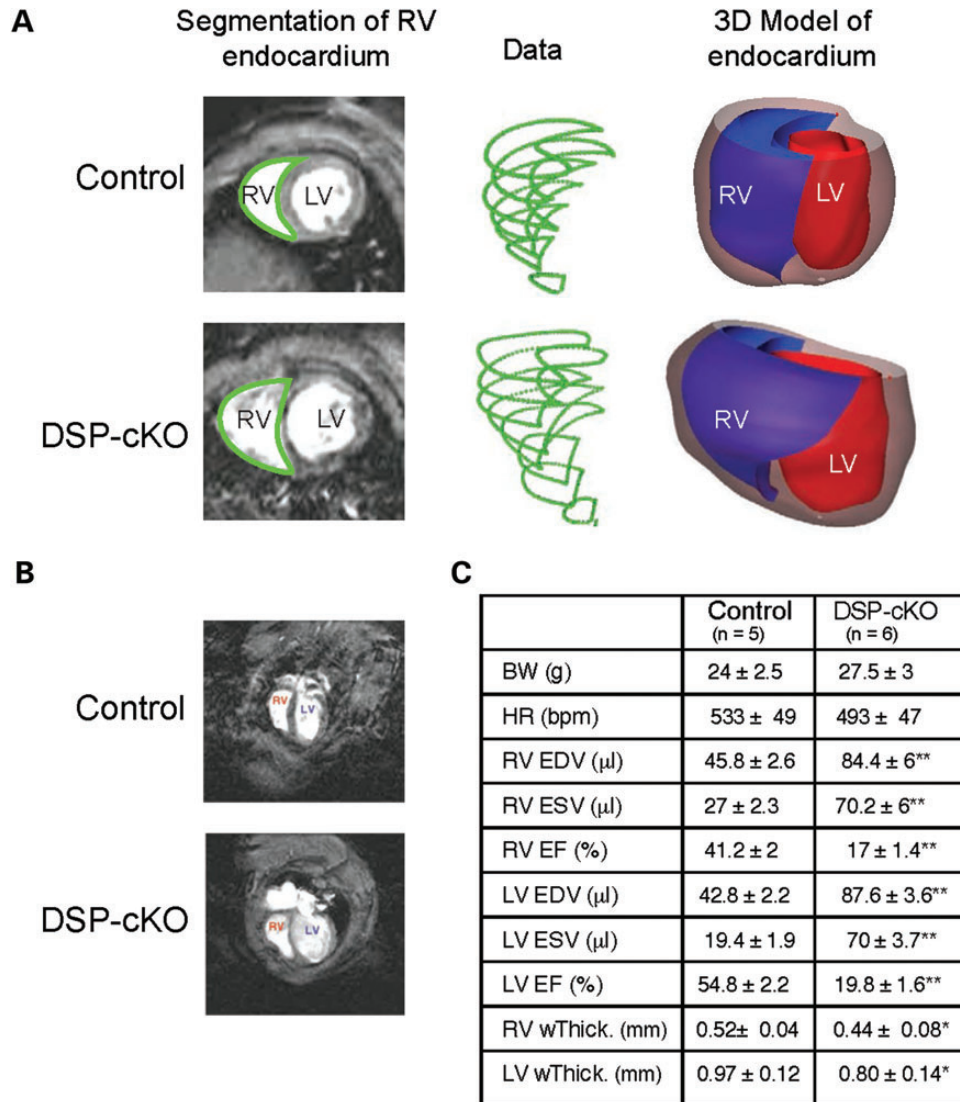 A
Segmentation of RV
endocardium
Data
3D Model of
endocardium
Control
RV
LV
RV
LV
DSP-cKO
RV
LV
RV
LV
B
Control
RV
LV
DSP-cKO
RV
LV
C
Control
(n = 5)
DSP-cKO
(n = 6)
BW (g) 24 ± 2.5 27.5 ± 3
HR (bpm) 533 ± 49 493 ± 47
RV EDV (µl) 45.8 ± 2.6 84.4 ± 6**
RV ESV (µl) 27 ± 2.3 70.2 ± 6**
RV EF (%) 41.2 ± 2 17 ± 1.4**
LV EDV (µl) 42.8 ± 2.2 87.6 ± 3.6**
LV ESV (µl) 19.4 ± 1.9 70 ± 3.7**
LV EF (%) 54.8 ± 2.2 19.8 ± 1.6**
RV wThick. (mm) 0.52± 0.04 0.44 ± 0.08*
LV wThick. (mm) 0.97 ± 0.12 0.80 ± 0.14*